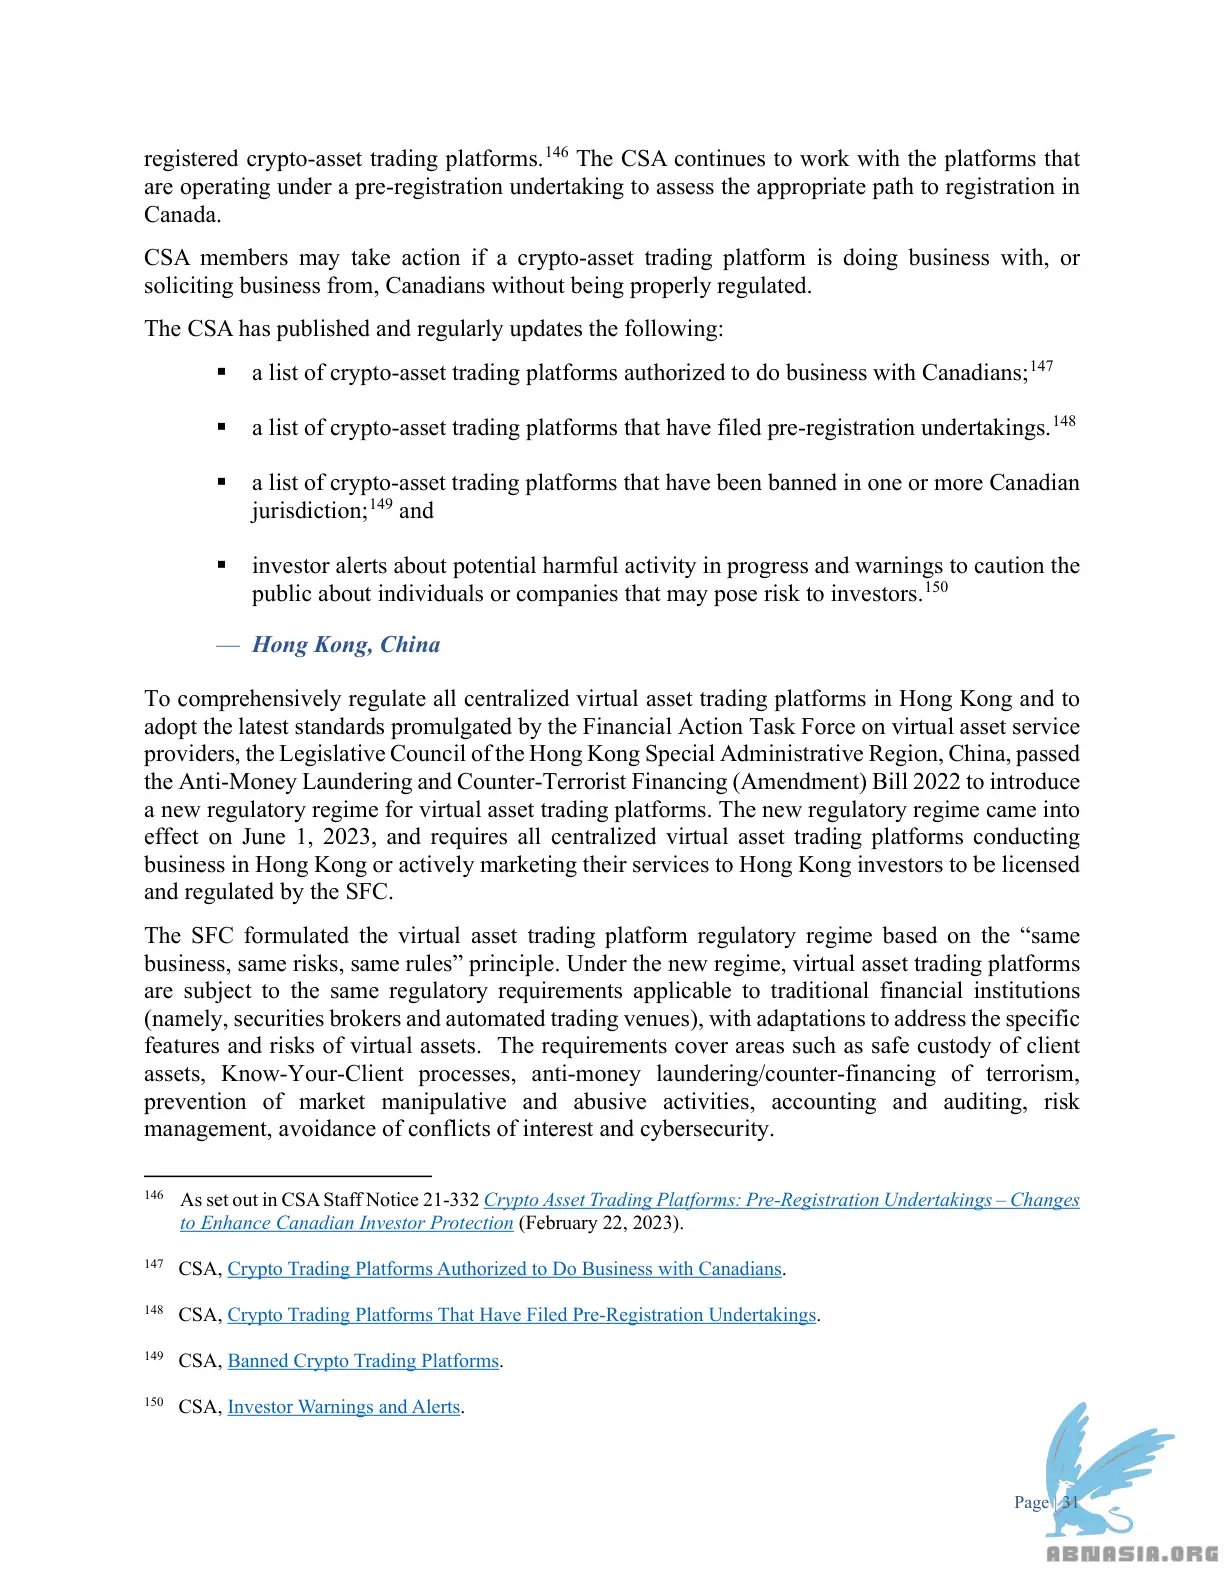 registered crypto-asset trading platforms.146 The CSA continues to work with the platforms that
are operating under a pre-registration undertaking to assess the appropriate path to registration in
Canada.
CSA members may take action if a crypto-asset trading platform is doing business with, or
soliciting business from, Canadians without being properly regulated.
The CSA has published and regularly updates the following:
▪ a list of crypto-asset trading platforms authorized to do business with Canadians;147
▪ a list of crypto-asset trading platforms that have filed pre-registration undertakings.148
▪ a list of crypto-asset trading platforms that have been banned in one or more Canadian
jurisdiction;149 and
▪ investor alerts about potential harmful activity in progress and warnings to caution the
public about individuals or companies that may pose risk to investors.150
— Hong Kong, China
To comprehensively regulate all centralized virtual asset trading platforms in Hong Kong and to
adopt the latest standards promulgated by the Financial Action Task Force on virtual asset service
providers, the Legislative Council of the Hong Kong Special Administrative Region, China, passed
the Anti-Money Laundering and Counter-Terrorist Financing (Amendment) Bill 2022 to introduce
a new regulatory regime for virtual asset trading platforms. The new regulatory regime came into
effect on June 1, 2023, and requires all centralized virtual asset trading platforms conducting
business in Hong Kong or actively marketing their services to Hong Kong investors to be licensed
and regulated by the SFC.
The SFC formulated the virtual asset trading platform regulatory regime based on the “same
business, same risks, same rules” principle. Under the new regime, virtual asset trading platforms
are subject to the same regulatory requirements applicable to traditional financial institutions
(namely, securities brokers and automated trading venues), with adaptations to address the specific
features and risks of virtual assets.  The requirements cover areas such as safe custody of client
assets, Know-Your-Client processes, anti-money laundering/counter-financing of terrorism,
prevention of market manipulative and abusive activities, accounting and auditing, risk
management, avoidance of conflicts of interest and cybersecurity.
146 As set out in CSA Staff Notice 21-332 Crypto Asset Trading Platforms: Pre-Registration Undertakings – Changes
to Enhance Canadian Investor Protection (February 22, 2023).
147 CSA, Crypto Trading Platforms Authorized to Do Business with Canadians.
148 CSA, Crypto Trading Platforms That Have Filed Pre-Registration Undertakings.
149 CSA, Banned Crypto Trading Platforms.
150 CSA, Investor Warnings and Alerts.
Page | 31
ABNASIA.ORG